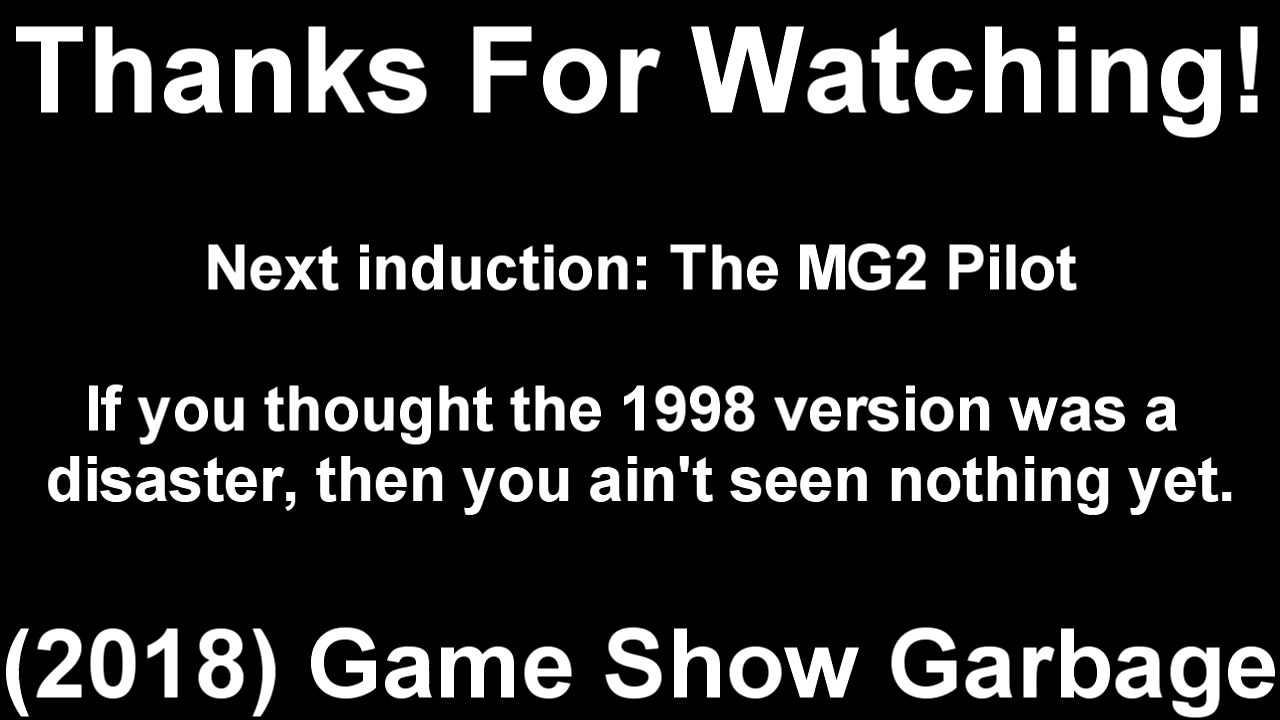 Thanks For Watching!
Next induction: The MG2 Pilot
If you thought the 1998 version was a
disaster, then you ain't seen nothing yet.
(2018) Game Show Garbage